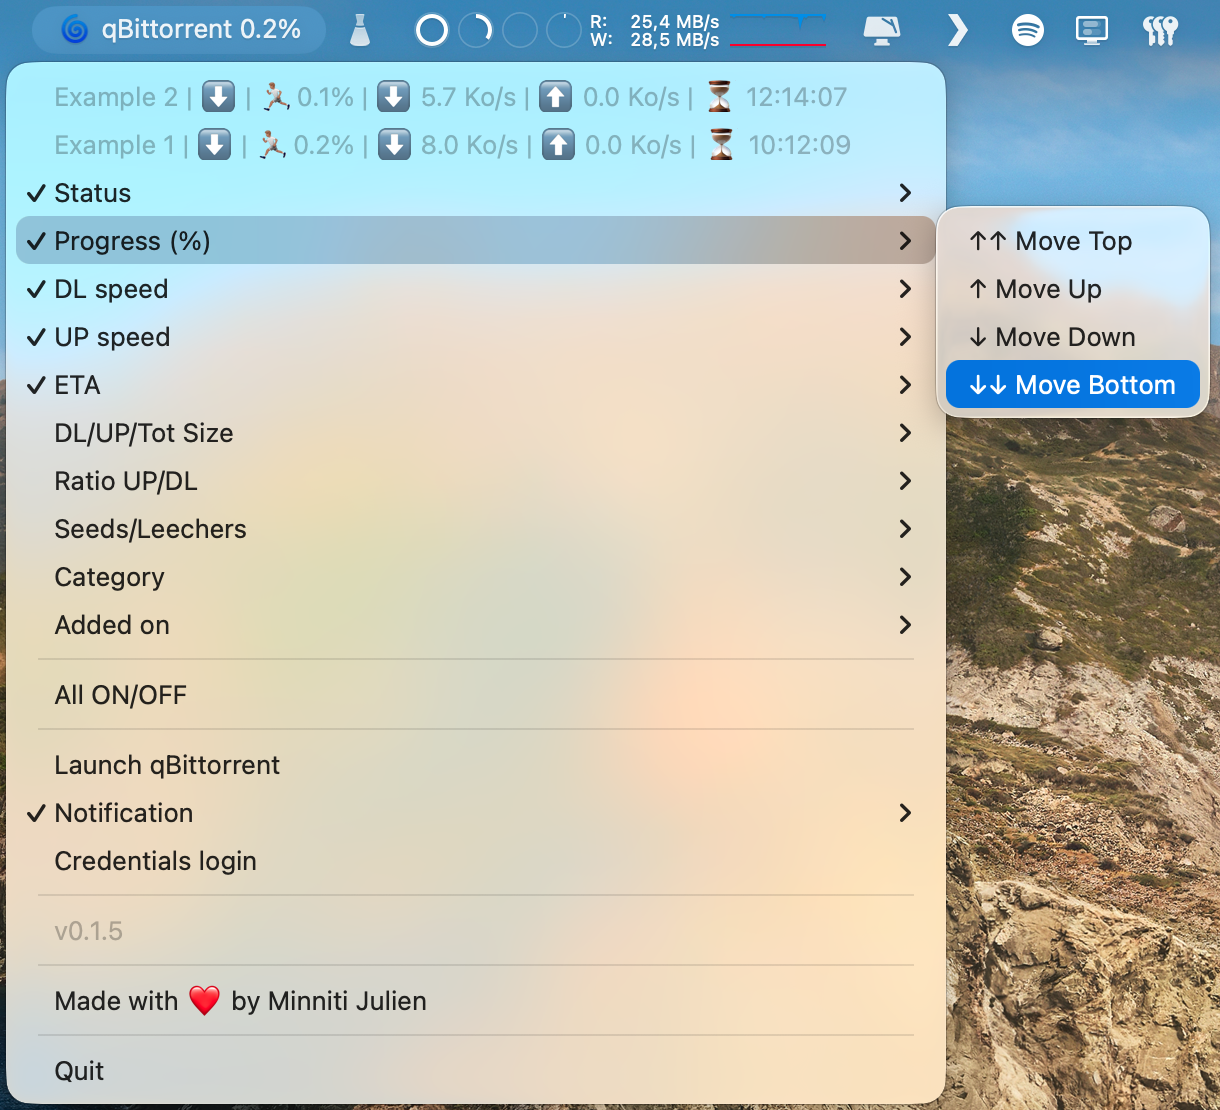 qBittorrent 0.2%
R: 25,4 MB/s
W: 28,5 MB/s
Example 2 | ⬇️ | 🏃🏼 0.1% | ⬇️ 5.7 Ko/s | ⬆️ 0.0 Ko/s | ⏳ 12:14:07
Example 1 | ⬇️ | 🏃🏼 0.2% | ⬇️ 8.0 Ko/s | ⬆️ 0.0 Ko/s | ⏳ 10:12:09
✓ Status
✓ Progress (%)
↑↑ Move Top
✓ DL speed
↑ Move Up
✓ UP speed
↓ Move Down
✓ ETA
↓↓ Move Bottom
DL/UP/Tot Size
Ratio UP/DL
Seeds/Leechers
Category
Added on
All ON/OFF
Launch qBittorrent
✓ Notification
Credentials login
v0.1.5
Made with ❤️ by Minniti Julien
Quit